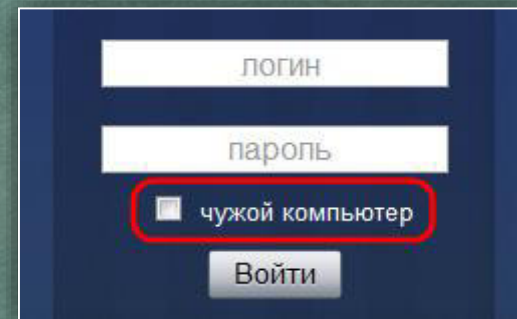 логин
пароль
чужой компьютер
Войти